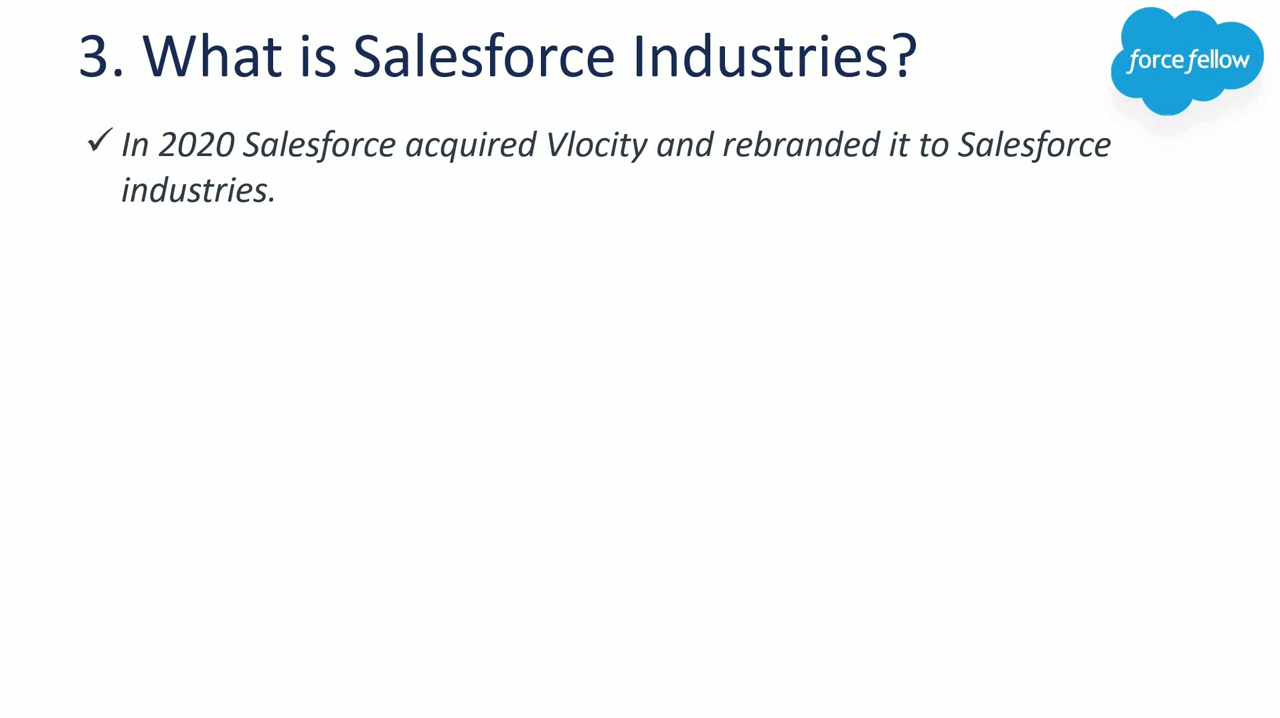 3. What is Salesforce Industries?
force fellow
✓ In 2020 Salesforce acquired Vlocity and rebranded it to Salesforce
industries.